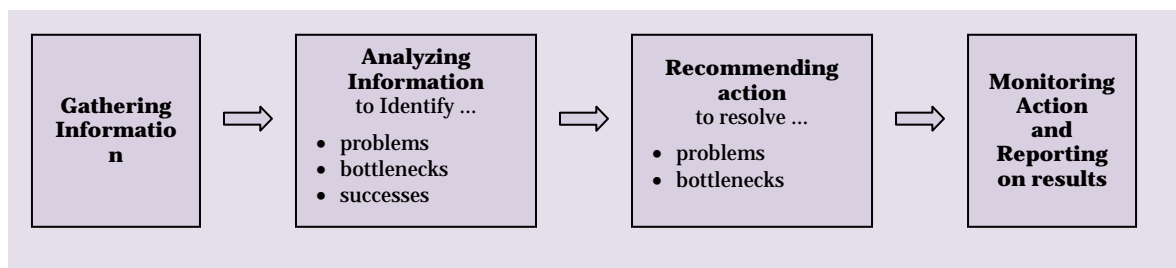 Gathering
Informatio
n
Analyzing
Information
to Identify ...
• problems
• bottlenecks
• successes
Recommending
action
to resolve ...
• problems
• bottlenecks
Monitoring
Action
and
Reporting
on results